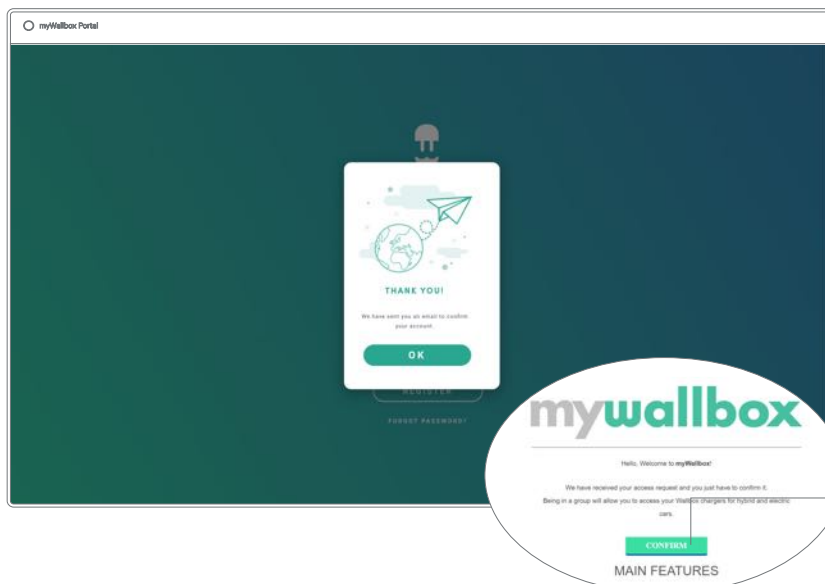 myWallbox Portal
THANK YOU!
We have sent you an email to confirm
your account.
OK
REGISTER
FORGOT PASSWORD?
mywallbox
Hello, Welcome to myWallbox!
We have received your access request and you just have to confirm it.
Being in a group will allow you to access your Wallbox chargers for hybrid and electric
cars.
CONFIRM
MAIN FEATURES